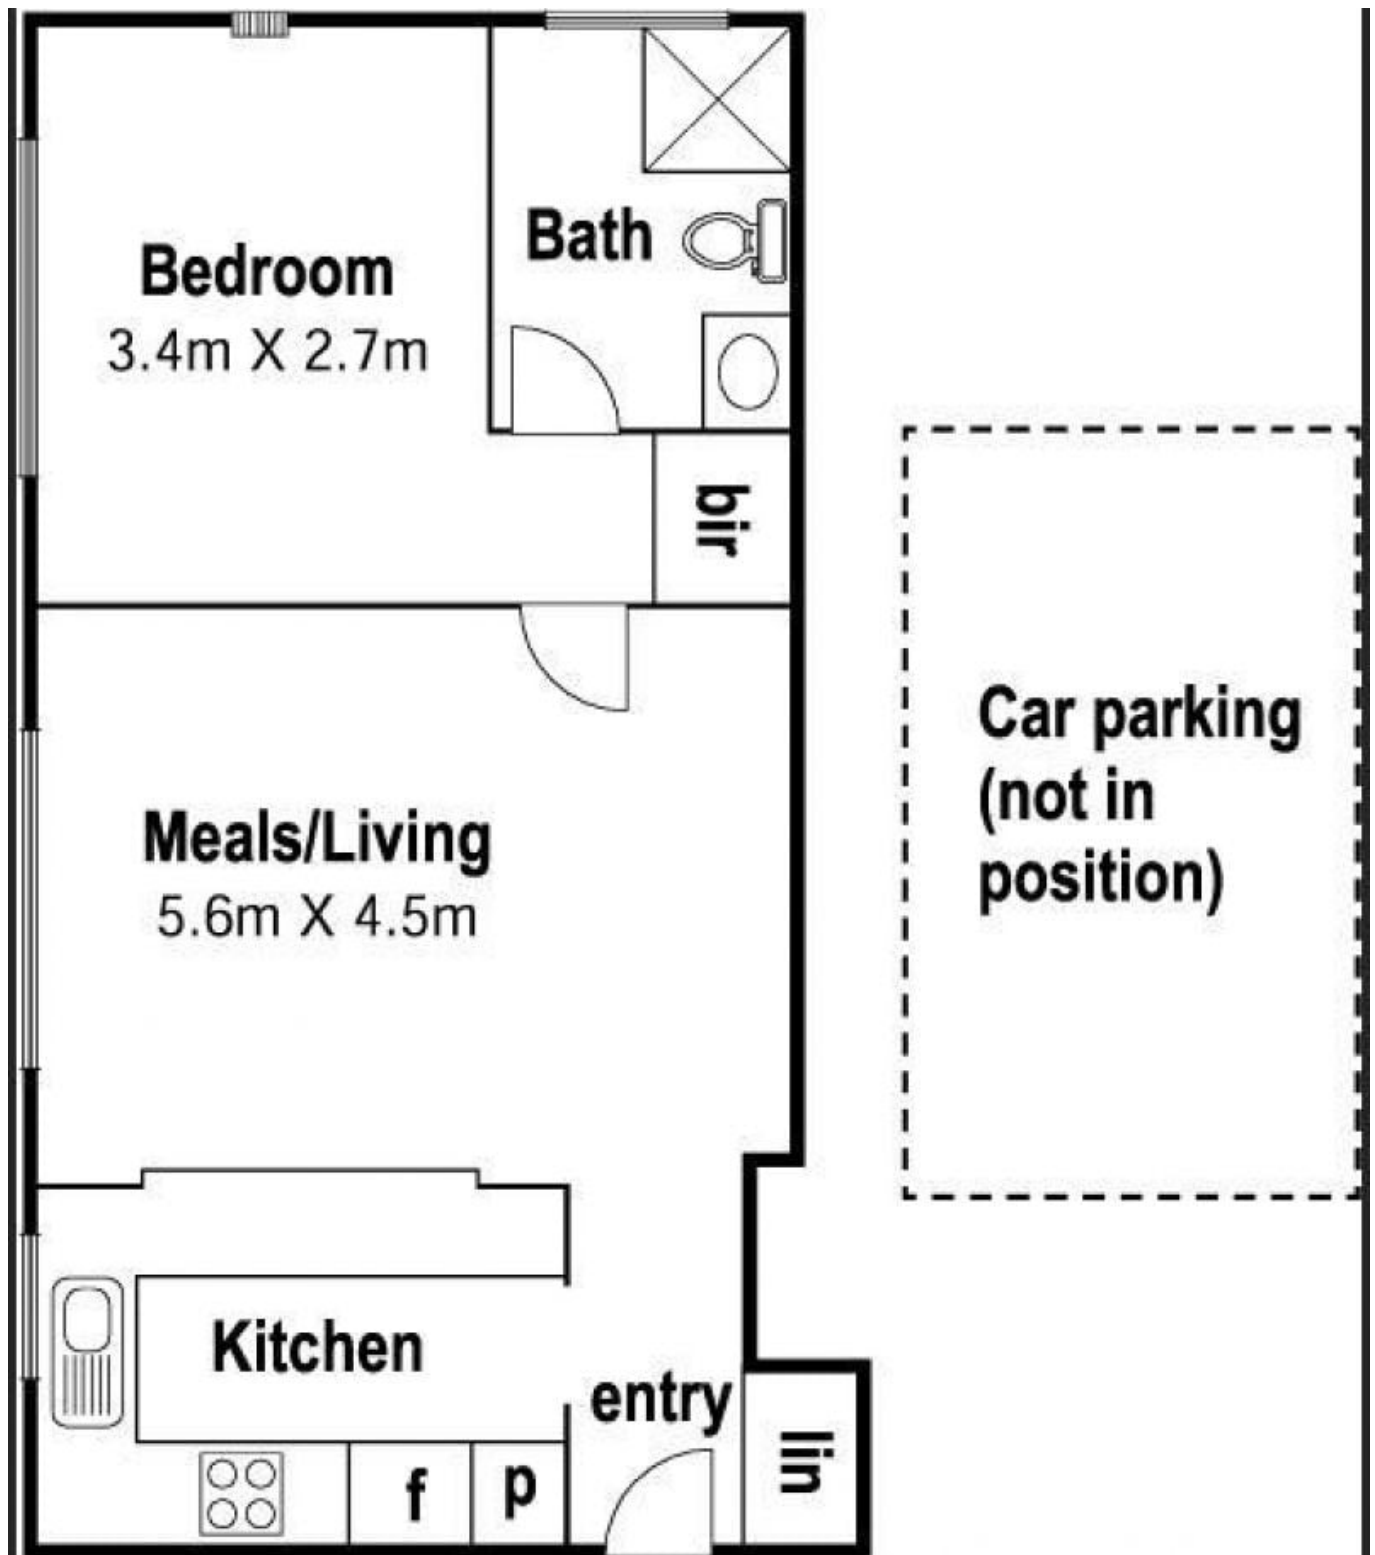 Bath
Bedroom
3.4m X 2.7m
bir
Car parking
(not in
position)
Meals/Living
5.6m X 4.5m
Kitchen
entry
lin
f
p